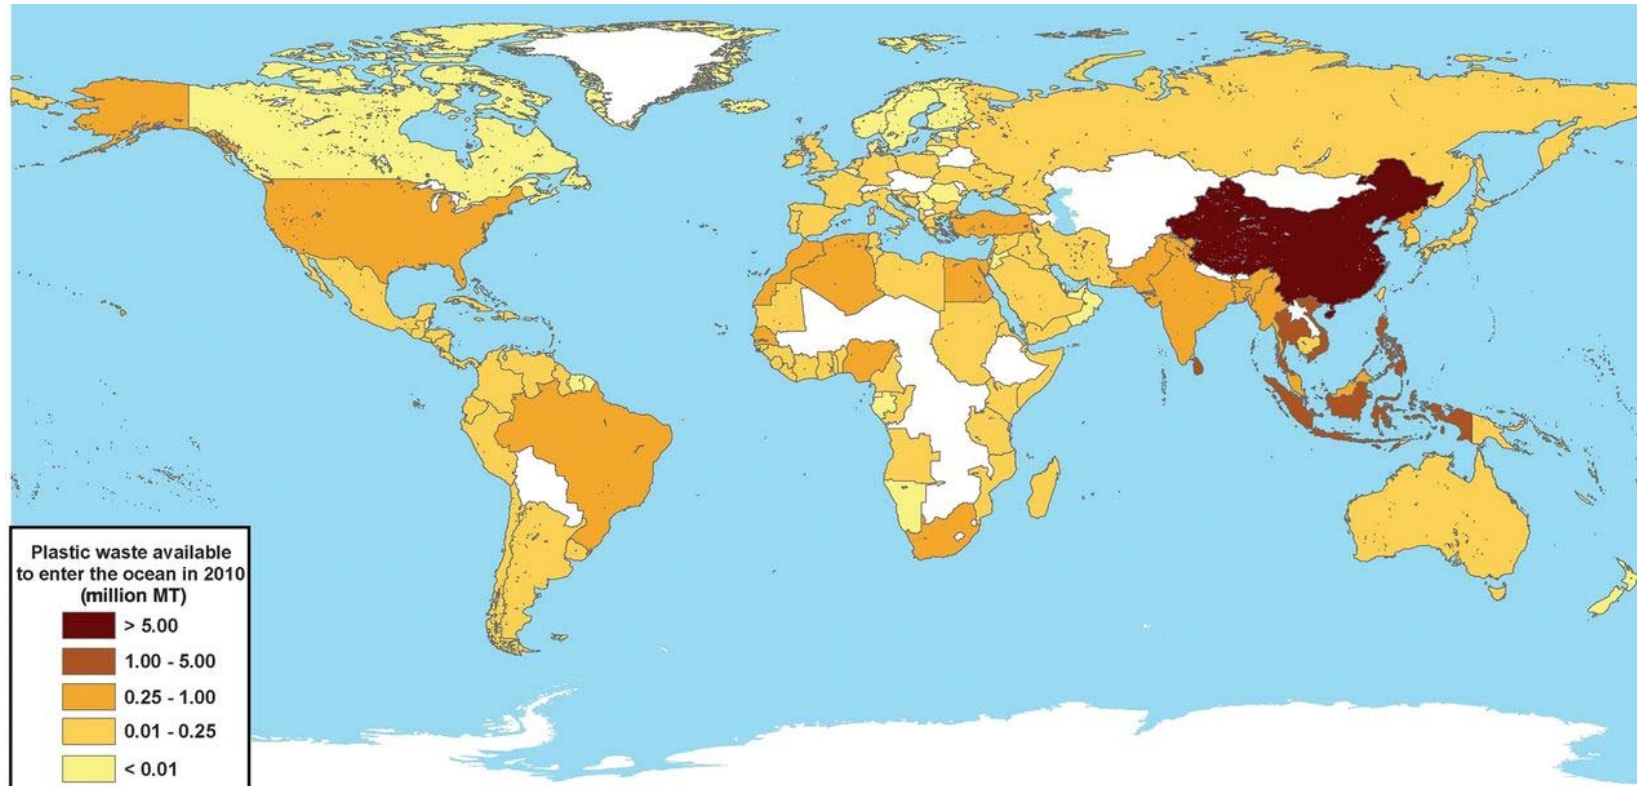 Plastic waste available
to enter the ocean in 2010
(million MT)
> 5.00
1.00 - 5.00
0.25 - 1.00
0.01 - 0.25
< 0.01